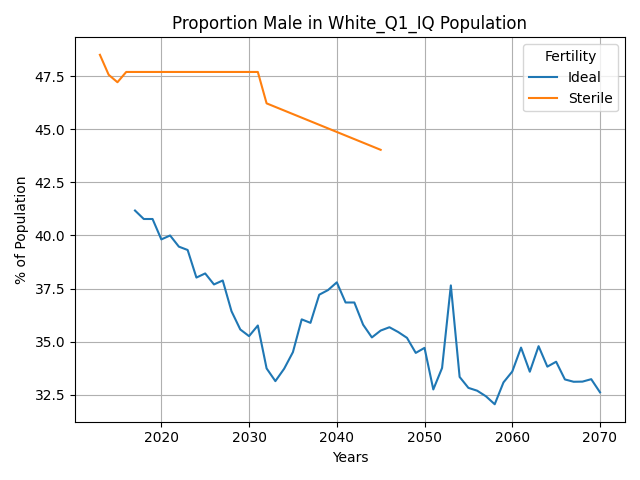 Proportion Male in White_Q1_IQ Population
Fertility
Ideal
Sterile
47.5
45.0
42.5
40.0
37.5
35.0
32.5
% of Population
2020 2030 2040 2050 2060 2070
Years